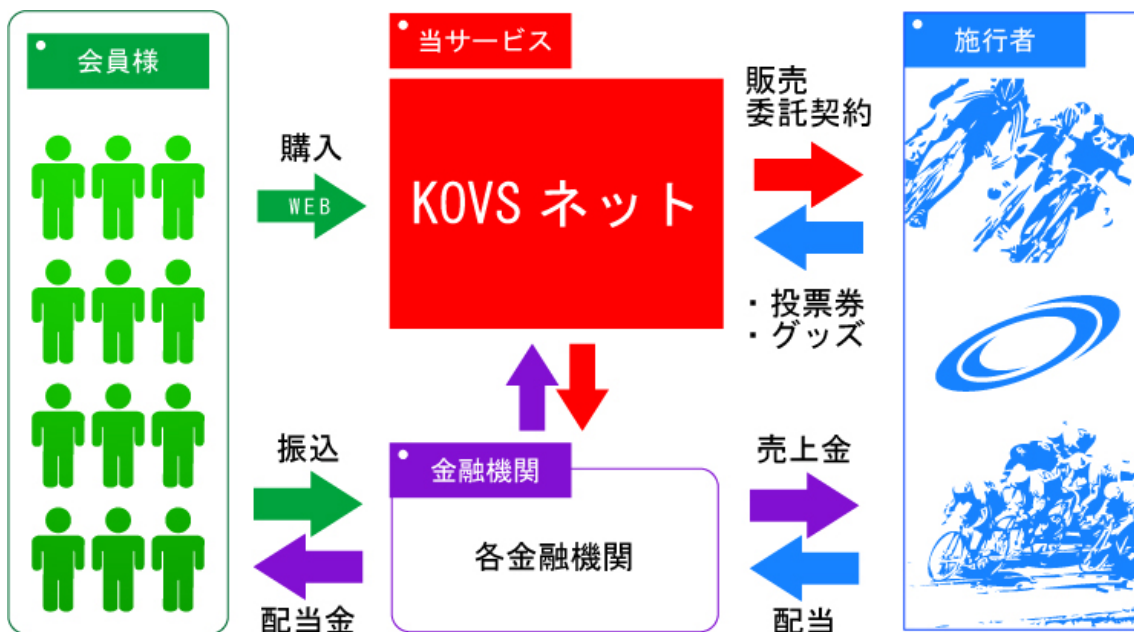 会員様
当サービス
施行者
購入
WEB
KOVS ネット
販売
委託契約
・投票券
・グッズ
振込
金融機関
各金融機関
売上金
配当金
配当